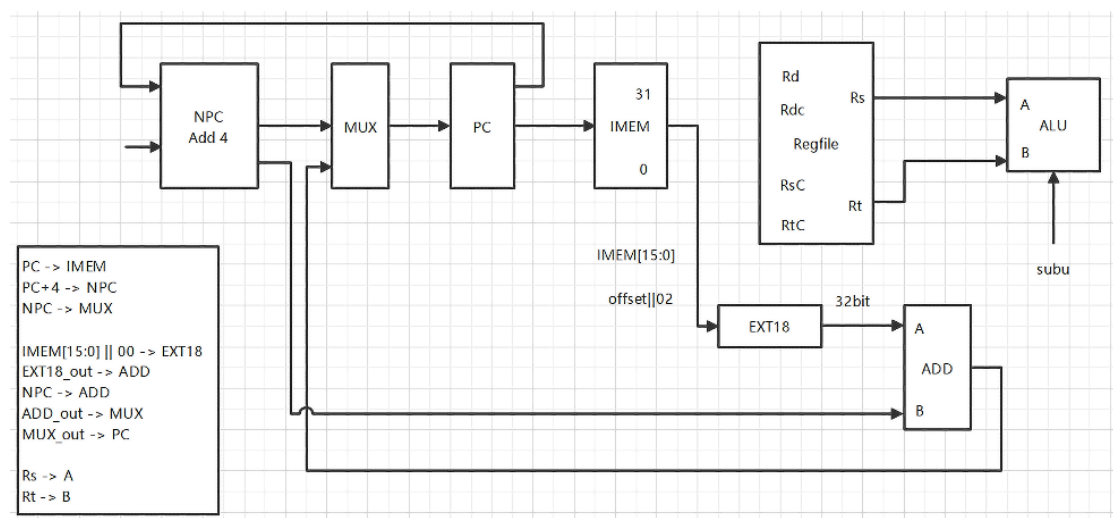 NPC
Add 4
MUX
PC
31
IMEM
0
Rd
Rdc
Rs
Regfile
RsC
Rt
RtC
A
ALU
B
subu
IMEM[15:0]
offset||02
EXT18
32bit
A
ADD
B
PC -> IMEM
PC+4 -> NPC
NPC -> MUX
IMEM[15:0] || 00 -> EXT18
EXT18_out -> ADD
NPC -> ADD
ADD_out -> MUX
MUX_out -> PC
Rs -> A
Rt -> B